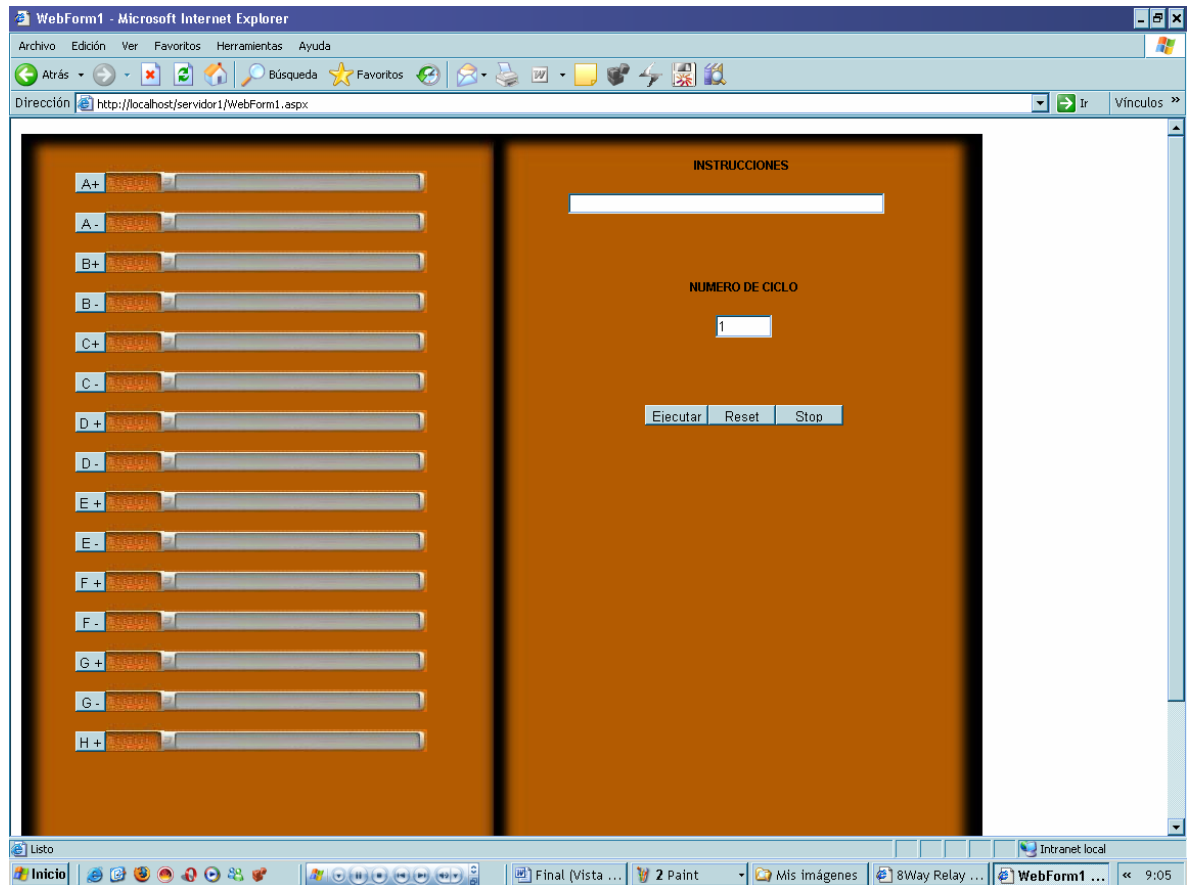 WebForm1 - Microsoft Internet Explorer
Archivo Edición Ver Favoritos Herramientas Ayuda
Atrás Búsqueda Favoritos
Dirección http://localhost/servidor1/WebForm1.aspx Ir Vínculos »
A+
A -
B+
B -
C+
C -
D +
D -
E +
E -
F +
F -
G +
G -
H +
INSTRUCCIONES
NUMERO DE CICLO
1
Ejecutar Reset Stop
Listo Intranet local
Inicio Final (Vista ... 2 Paint Mis imágenes 8Way Relay ... WebForm1 ... « 9:05